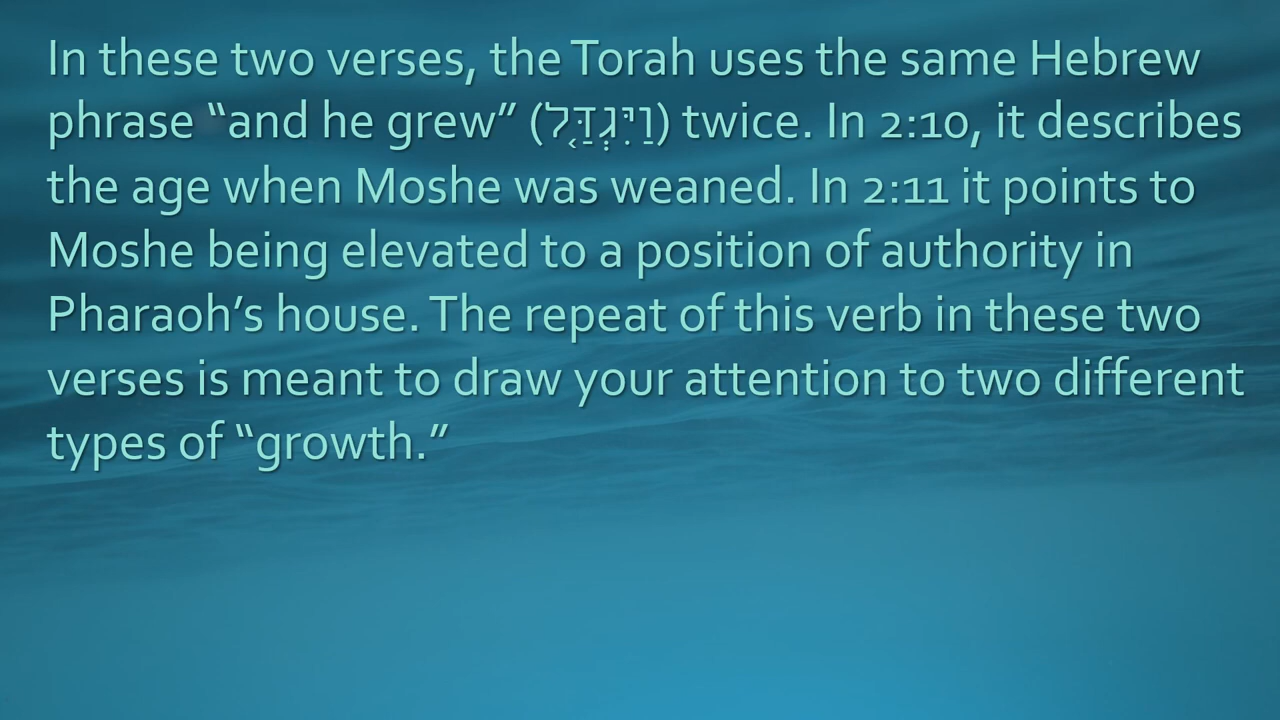 In these two verses, the Torah uses the same Hebrew
phrase “and he grew” (וַיִּגְדַּ֤ל) twice. In 2:10, it describes
the age when Moshe was weaned. In 2:11 it points to
Moshe being elevated to a position of authority in
Pharaoh’s house. The repeat of this verb in these two
verses is meant to draw your attention to two different
types of “growth.”